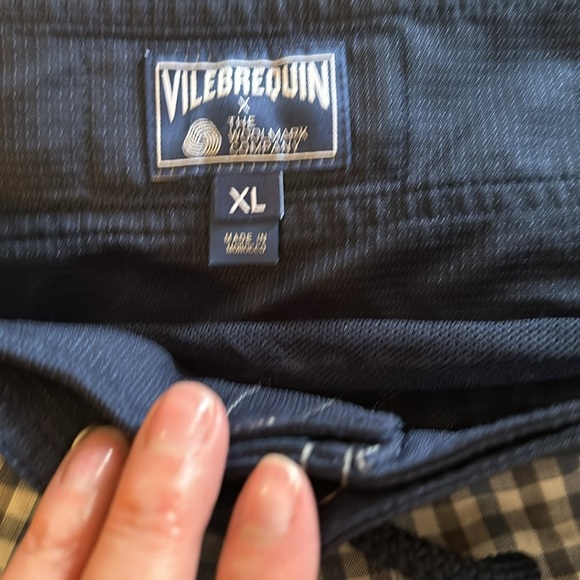 VILEBREQUIN
X
THE
WOOLMARK
COMPANY
XL
MADE IN
MOROCCO